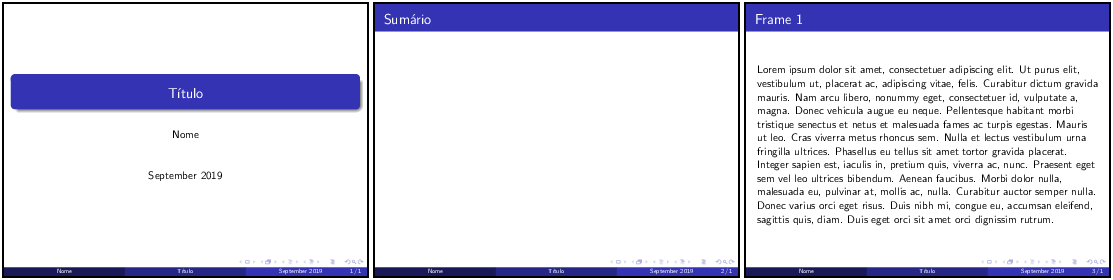 Título
Nome
September 2019
Nome Título September 2019 1 / 1
Sumário
Nome Título September 2019 2 / 1
Frame 1
Lorem ipsum dolor sit amet, consectetuer adipiscing elit. Ut purus elit,
vestibulum ut, placerat ac, adipiscing vitae, felis. Curabitur dictum gravida
mauris. Nam arcu libero, nonummy eget, consectetuer id, vulputate a,
magna. Donec vehicula augue eu neque. Pellentesque habitant morbi
tristique senectus et netus et malesuada fames ac turpis egestas. Mauris
ut leo. Cras viverra metus rhoncus sem. Nulla et lectus vestibulum urna
fringilla ultrices. Phasellus eu tellus sit amet tortor gravida placerat.
Integer sapien est, iaculis in, pretium quis, viverra ac, nunc. Praesent eget
sem vel leo ultrices bibendum. Aenean faucibus. Morbi dolor nulla,
malesuada eu, pulvinar at, mollis ac, nulla. Curabitur auctor semper nulla.
Donec varius orci eget risus. Duis nibh mi, congue eu, accumsan eleifend,
sagittis quis, diam. Duis eget orci sit amet orci dignissim rutrum.
Nome Título September 2019 3 / 1